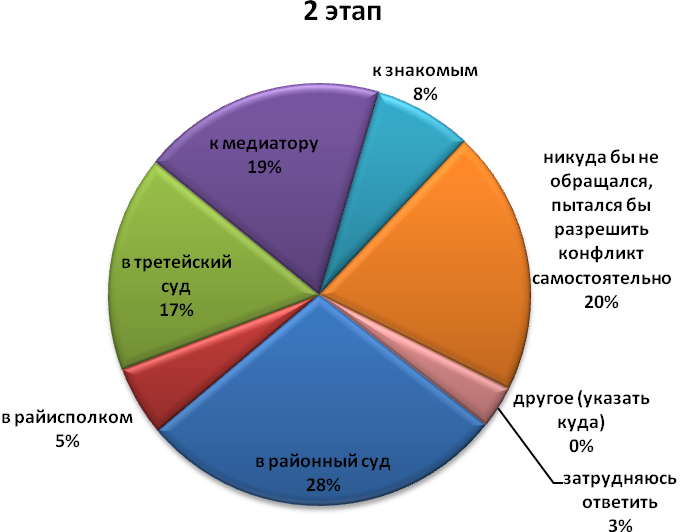 2 этап
к знакомым
8%
к медиатору
19%
никуда бы не
обращался,
пытался бы
разрешить
конфликт
самостоятельно
20%
в третейский
суд
17%
другое (указать
куда)
0%
в райисполком
5%
в районный суд
28%
затрудняюсь
ответить
3%